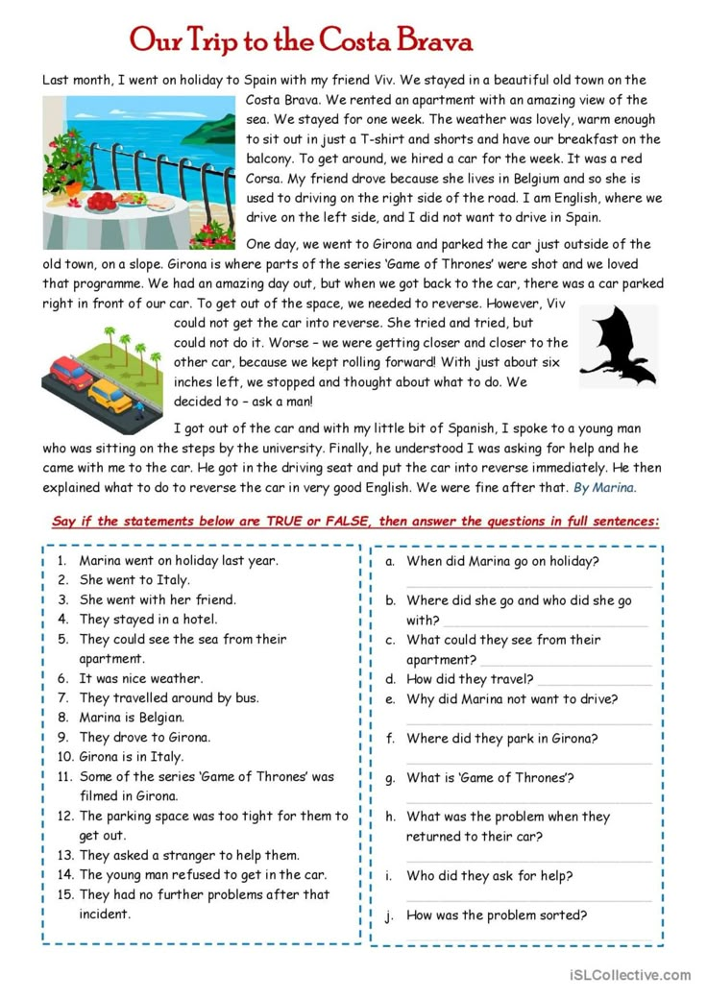 Our Trip to the Costa Brava
Last month, I went on holiday to Spain with my friend Viv. We stayed in a beautiful old town on the
Costa Brava. We rented an apartment with an amazing view of the
sea. We stayed for one week. The weather was lovely, warm enough
to sit out in just a T-shirt and shorts and have our breakfast on the
balcony. To get around, we hired a car for the week. It was a red
Corsa. My friend drove because she lives in Belgium and so she is
used to driving on the right side of the road. I am English, where we
drive on the left side, and I did not want to drive in Spain.
One day, we went to Girona and parked the car just outside of the
old town, on a slope. Girona is where parts of the series ‘Game of Thrones’ were shot and we loved
that programme. We had an amazing day out, but when we got back to the car, there was a car parked
right in front of our car. To get out of the space, we needed to reverse. However, Viv
could not get the car into reverse. She tried and tried, but
could not do it. Worse – we were getting closer and closer to the
other car, because we kept rolling forward! With just about six
inches left, we stopped and thought about what to do. We
decided to – ask a man!
I got out of the car and with my little bit of Spanish, I spoke to a young man
who was sitting on the steps by the university. Finally, he understood I was asking for help and he
came with me to the car. He got in the driving seat and put the car into reverse immediately. He then
explained what to do to reverse the car in very good English. We were fine after that. By Marina.
Say if the statements below are TRUE or FALSE, then answer the questions in full sentences:
1. Marina went on holiday last year.
2. She went to Italy.
3. She went with her friend.
4. They stayed in a hotel.
5. They could see the sea from their
apartment.
6. It was nice weather.
7. They travelled around by bus.
8. Marina is Belgian.
9. They drove to Girona.
10. Girona is in Italy.
11. Some of the series ‘Game of Thrones’ was
filmed in Girona.
12. The parking space was too tight for them to
get out.
13. They asked a stranger to help them.
14. The young man refused to get in the car.
15. They had no further problems after that
incident.
a. When did Marina go on holiday?
b. Where did she go and who did she go
with?
c. What could they see from their
apartment?
d. How did they travel?
e. Why did Marina not want to drive?
f. Where did they park in Girona?
g. What is ‘Game of Thrones’?
h. What was the problem when they
returned to their car?
i. Who did they ask for help?
j. How was the problem sorted?
iSLCollective.com